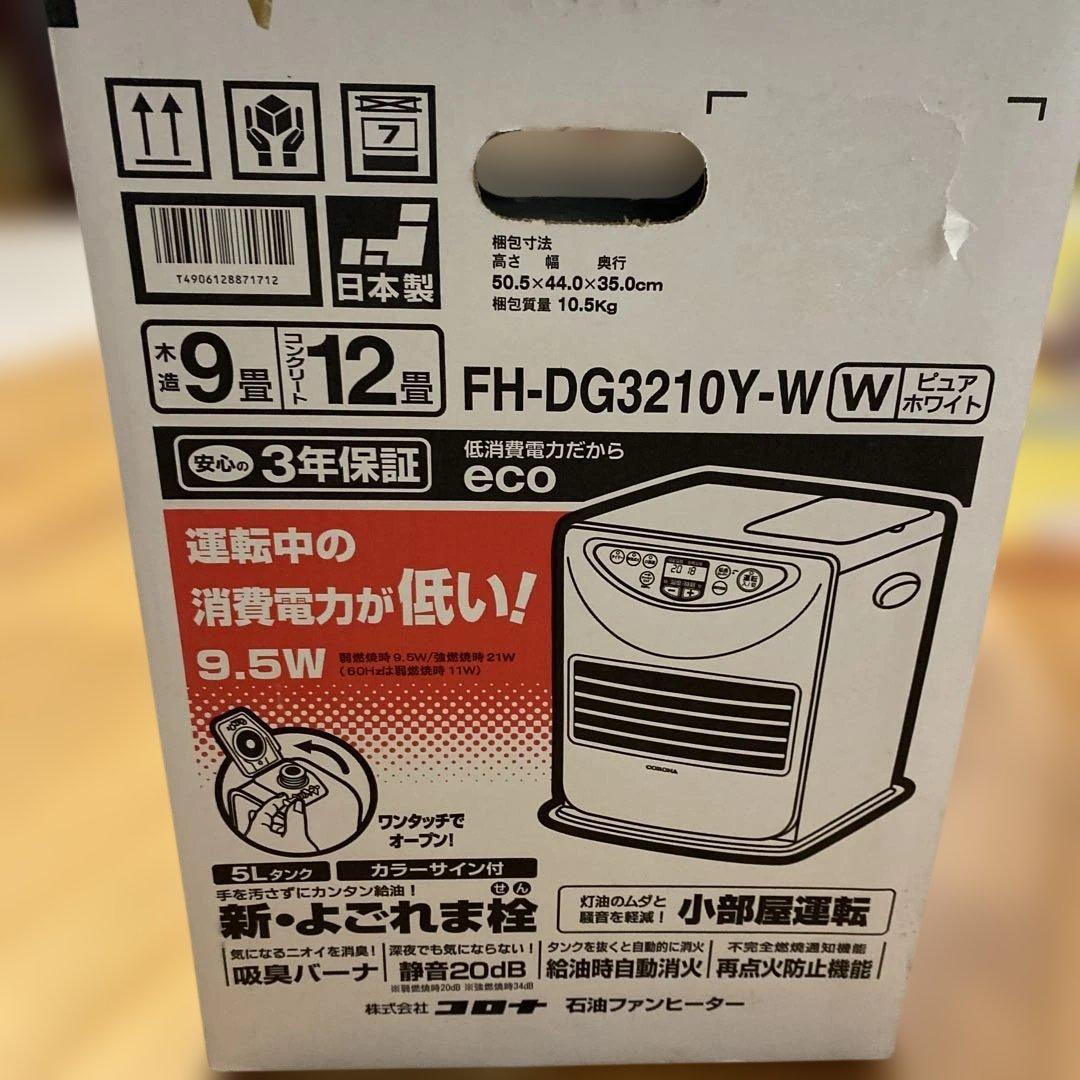 7
T4906128871712
日本製
梱包寸法
高さ 幅 奥行
50.5×44.0×35.0cm
梱包質量 10.5Kg
木造 9畳 コンクリート 12畳
FH-DG3210Y-W W ピュアホワイト
安心の 3年保証
低消費電力だから
eco
運転中の
消費電力が低い!
9.5W 弱燃焼時9.5W/強燃焼時21W
(60Hzは弱燃焼時11W)
20 18
CORONA
ワンタッチで
オープン!
5Lタンク カラーサイン付
手を汚さずにカンタン給油!
せん
新・よごれま栓
灯油のムダと
騒音を軽減! 小部屋運転
気になるニオイを消臭!
吸臭バーナ
深夜でも気にならない!
静音20dB
※弱燃焼時20dB ※強燃焼時34dB
タンクを抜くと自動的に消火
給油時自動消火
不完全燃焼通知機能
再点火防止機能
株式会社 コロナ 石油ファンヒーター